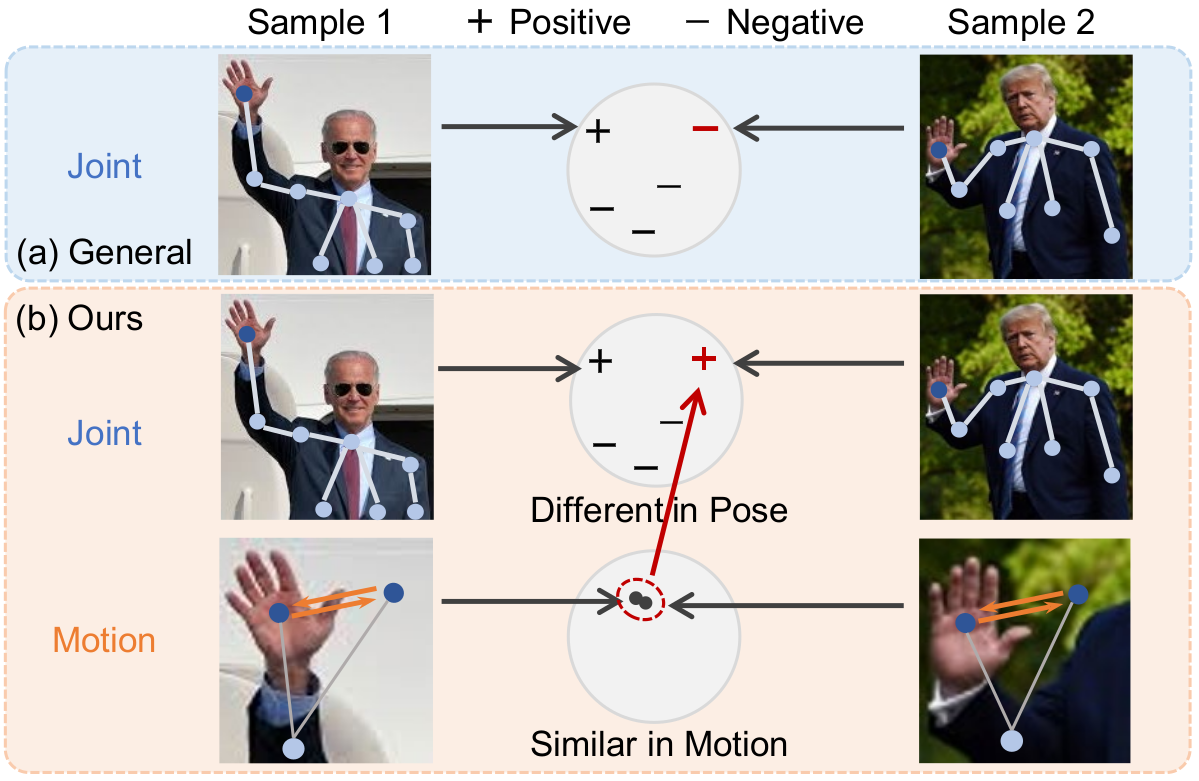 Sample 1 + Positive − Negative Sample 2
Joint
(a) General
(b) Ours
Joint
Different in Pose
Motion
Similar in Motion